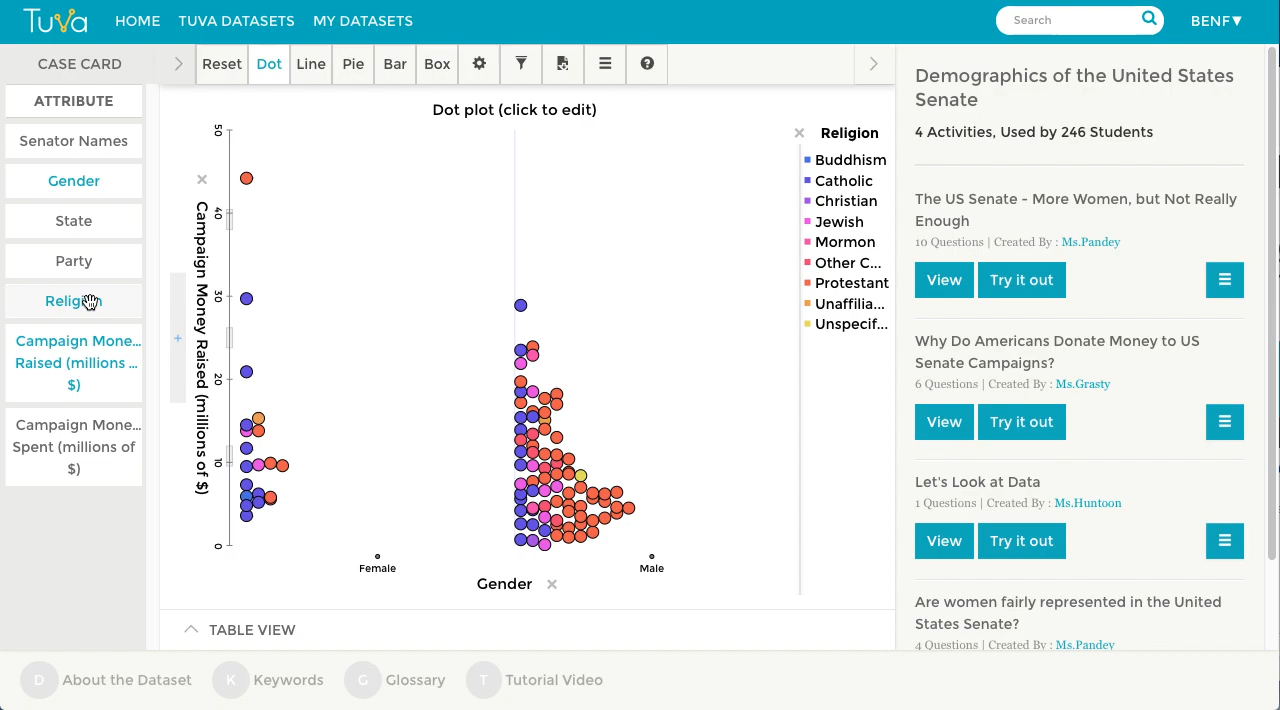 Tuva
HOME
TUVA DATASETS
MY DATASETS
Search
BENF▼
CASE CARD
Reset
Dot
Line
Pie
Bar
Box
ATTRIBUTE
Senator Names
Gender
State
Party
Religion
Campaign Mone...
Raised (millions ...
$)
Campaign Mone...
Spent (millions of
$)
Dot plot (click to edit)
Campaign Money Raised (millions of $)
50
40
30
20
10
0
Female
Male
Gender
Religion
Buddhism
Catholic
Christian
Jewish
Mormon
Other C...
Protestant
Unaffilia...
Unspecif...
TABLE VIEW
Demographics of the United States
Senate
4 Activities, Used by 246 Students
The US Senate - More Women, but Not Really
Enough
10 Questions | Created By : Ms.Pandey
View
Try it out
Why Do Americans Donate Money to US
Senate Campaigns?
6 Questions | Created By : Ms.Grasty
View
Try it out
Let's Look at Data
1 Questions | Created By : Ms.Huntoon
View
Try it out
Are women fairly represented in the United
States Senate?
4 Questions | Created By : Ms.Pandey
D About the Dataset
K Keywords
G Glossary
T Tutorial Video